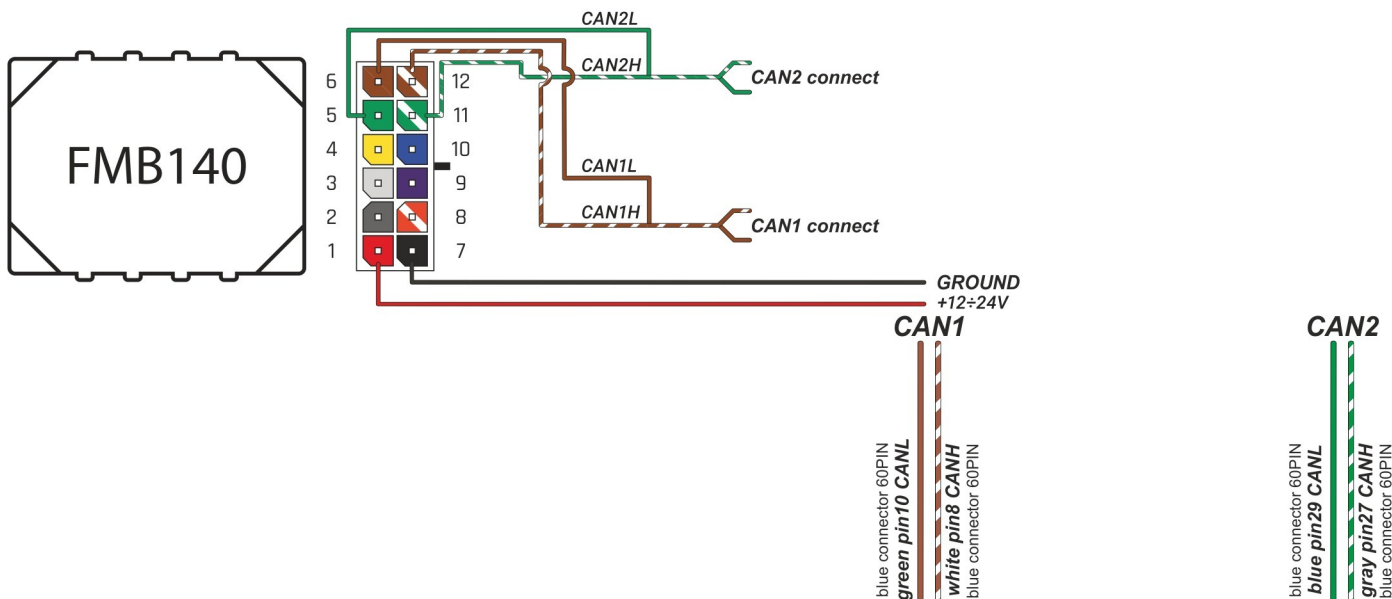 CAN2L
CAN2H
CAN2 connect
FMB140
6 12
5 11
4 10
3 9
2 8
1 7
CAN1L
CAN1H
CAN1 connect
GROUND
+12÷24V
CAN1
CAN2
blue connector 60PIN
green pin10 CANL
white pin8 CANH
blue connector 60PIN
blue connector 60PIN
blue pin29 CANL
gray pin27 CANH
blue connector 60PIN